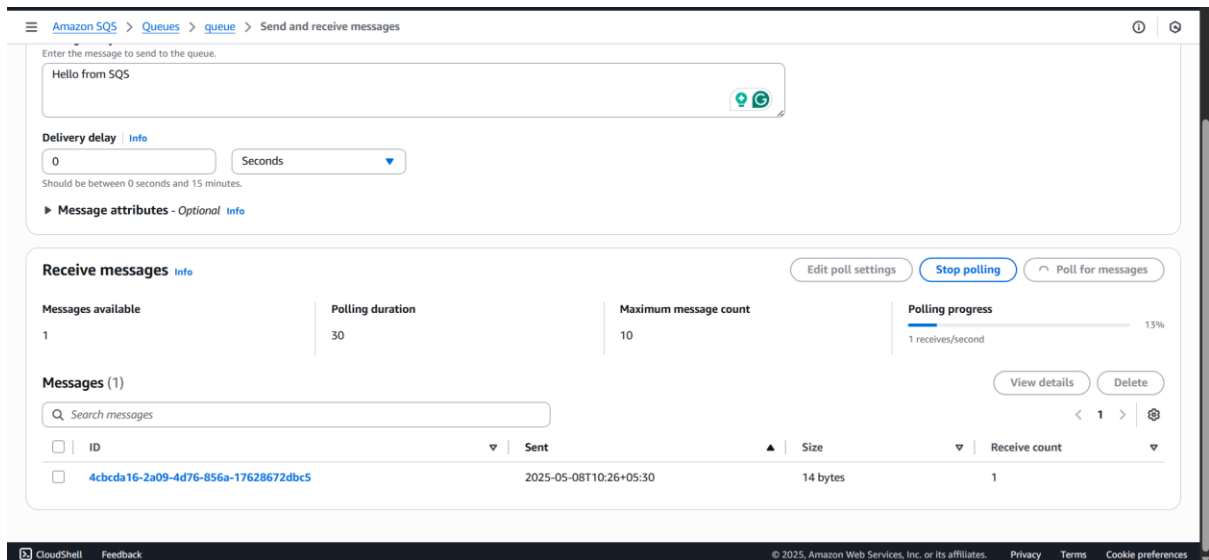 Amazon SQS > Queues > queue > Send and receive messages
Enter the message to send to the queue.
Hello from SQS
Delivery delay Info
0 Seconds
Should be between 0 seconds and 15 minutes.
Message attributes - Optional Info
Receive messages Info Edit poll settings Stop polling Poll for messages
Messages available Polling duration Maximum message count Polling progress
1 30 10 13%
1 receives/second
Messages (1) View details Delete
Search messages < 1 >
ID Sent Size Receive count
4cbcda16-2a09-4d76-856a-17628672dbc5 2025-05-08T10:26+05:30 14 bytes 1
CloudShell Feedback © 2025, Amazon Web Services, Inc. or its affiliates. Privacy Terms Cookie preferences